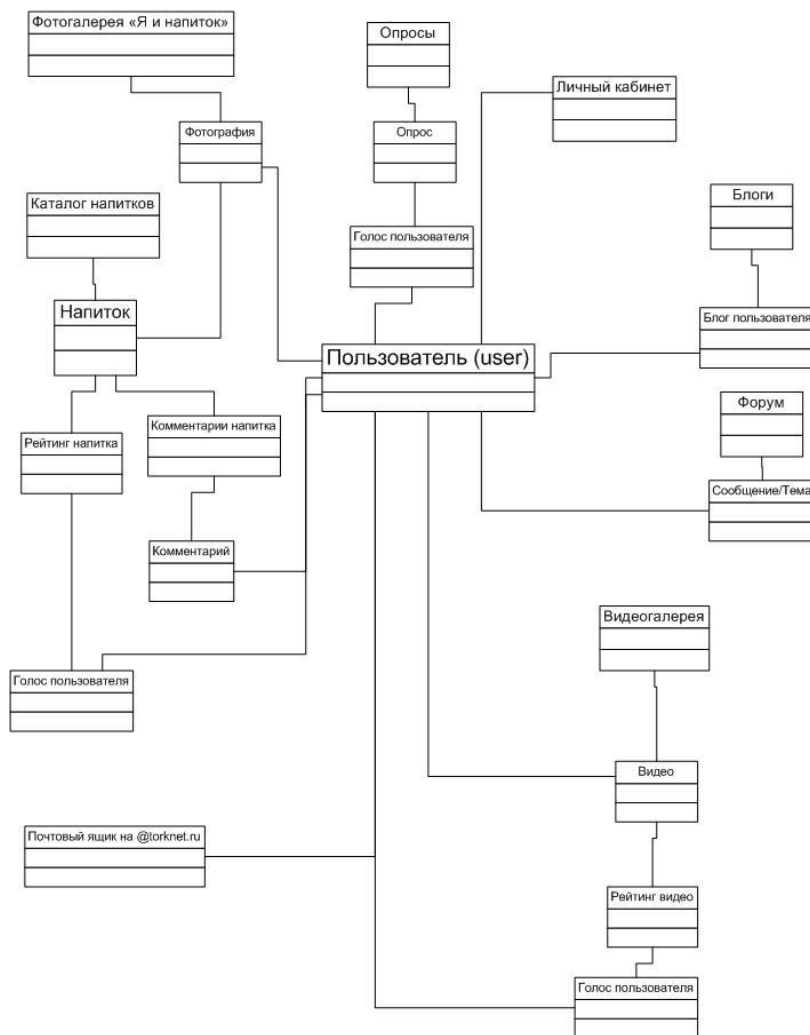 Фотогалерея «Я и напиток»
Опросы
Личный кабинет
Фотография
Опрос
Каталог напитков
Блоги
Голос пользователя
Напиток
Блог пользователя
Пользователь (user)
Форум
Рейтинг напитка
Комментарии напитка
Сообщение/Тема
Комментарий
Видеогалерея
Голос пользователя
Видео
Почтовый ящик на @torknet.ru
Рейтинг видео
Голос пользователя